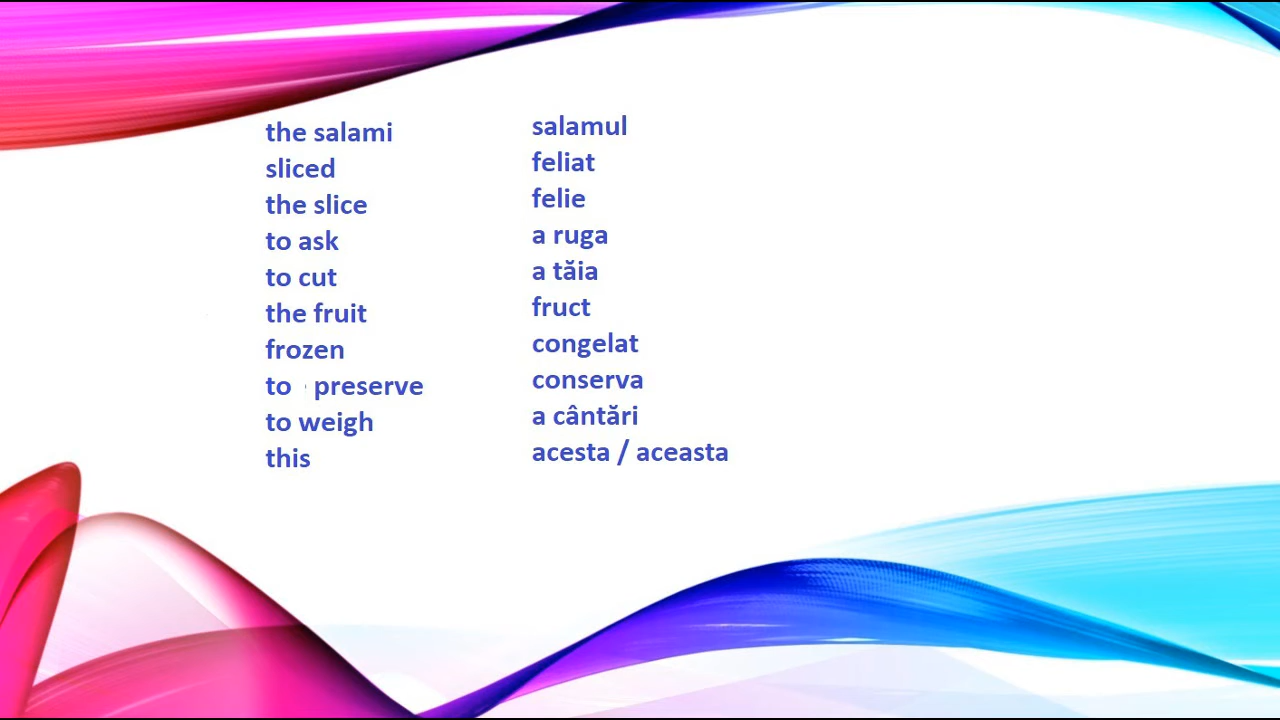 the salami salamul
sliced feliat
the slice felie
to ask a ruga
to cut a tăia
the fruit fruct
frozen congelat
to preserve conserva
to weigh a cântări
this acesta / aceasta